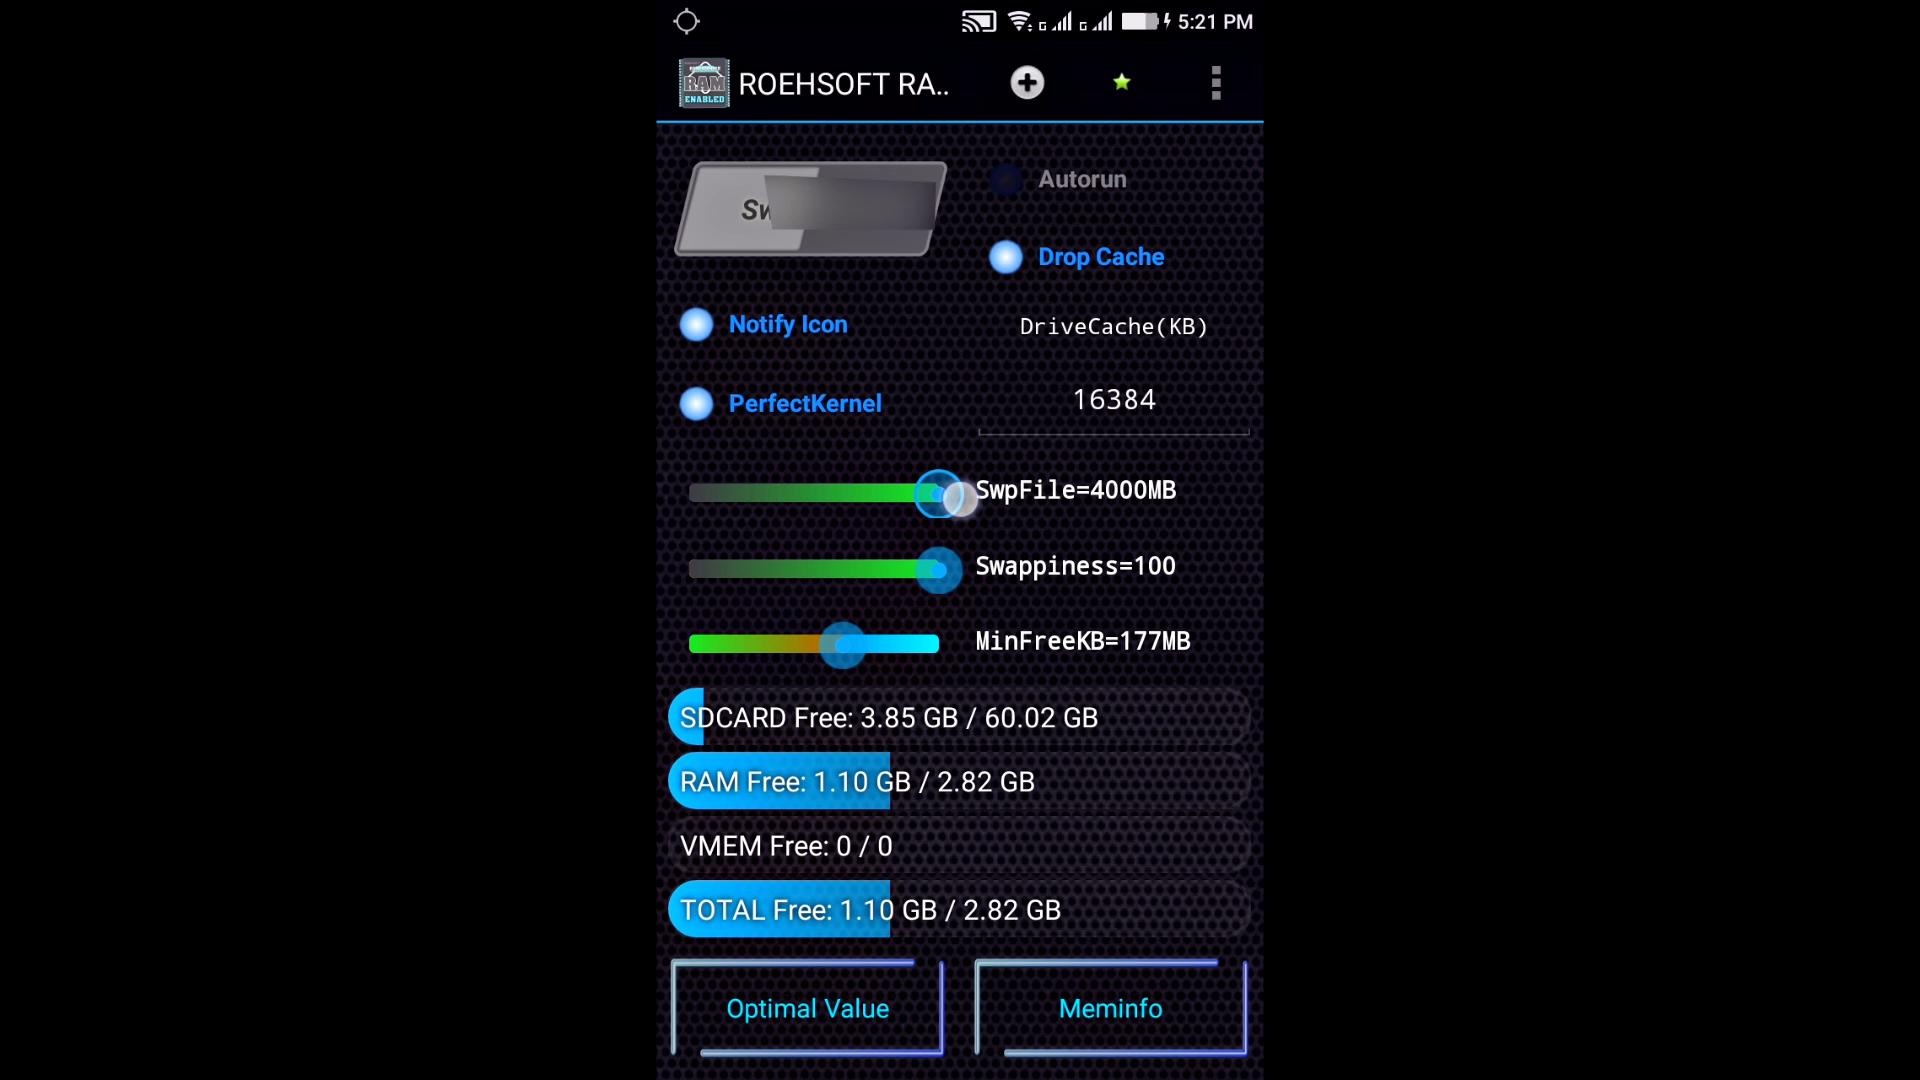 5:21 PM
RAM
ENABLED
ROEHSOFT RA..
Autorun
Drop Cache
Notify Icon
DriveCache(KB)
PerfectKernel
16384
SwpFile=4000MB
Swappiness=100
MinFreeKB=177MB
SDCARD Free: 3.85 GB / 60.02 GB
RAM Free: 1.10 GB / 2.82 GB
VMEM Free: 0 / 0
TOTAL Free: 1.10 GB / 2.82 GB
Optimal Value
Meminfo